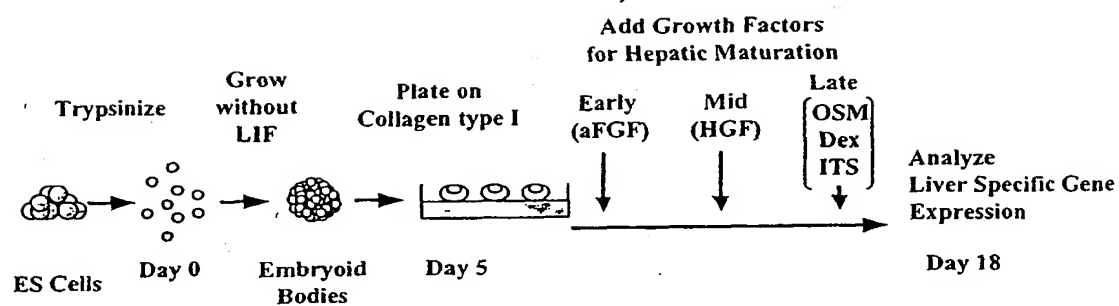 Add Growth Factors
for Hepatic Maturation
Trypsinize
Grow
without
LIF
Plate on
Collagen type I
Early
(aFGF)
Mid
(HGF)
Late
OSM
Dex
ITS
Analyze
Liver Specific Gene
Expression
ES Cells
Day 0
Embryoid
Bodies
Day 5
Day 18